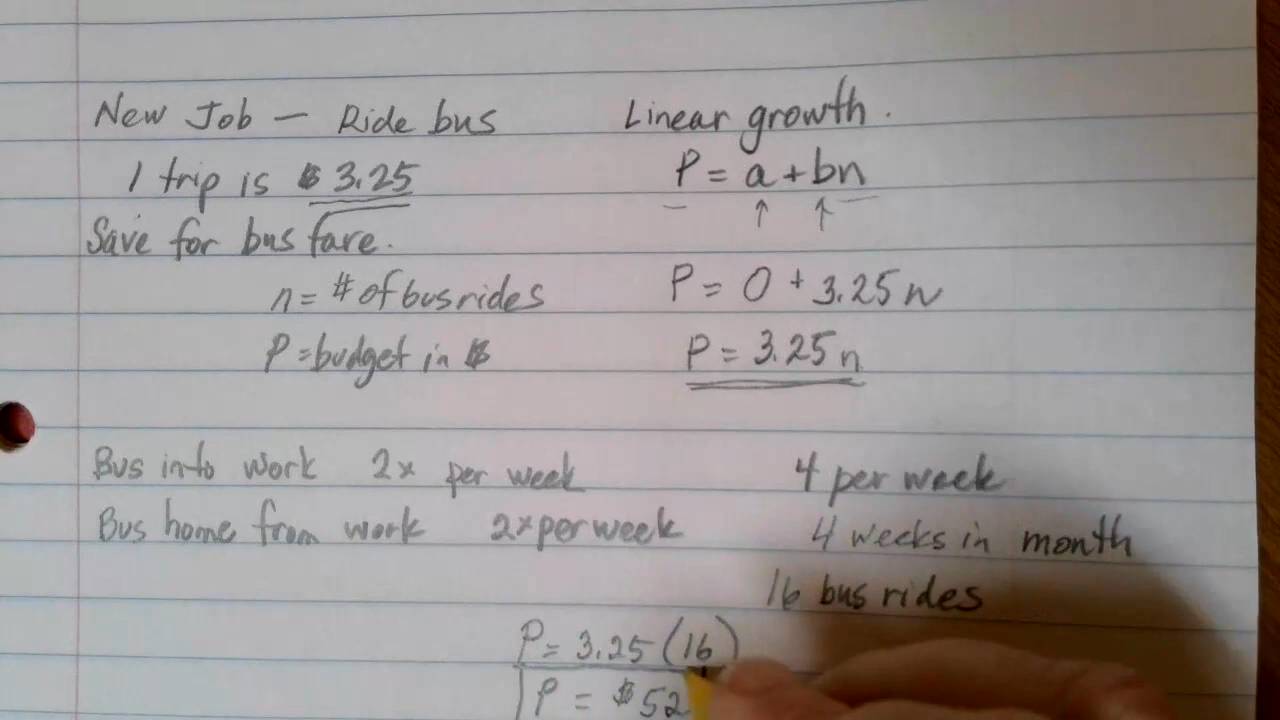 New Job — Ride bus
1 trip is $3.25
Save for bus fare.
n = # of bus rides
P = budget in $
Linear growth.
P = a + bn
↑ ↑
P = 0 + 3.25n
P = 3.25n
Bus into work 2x per week
Bus home from work 2x per week
4 per week
4 weeks in month
16 bus rides
P = 3.25(16)
P = $52